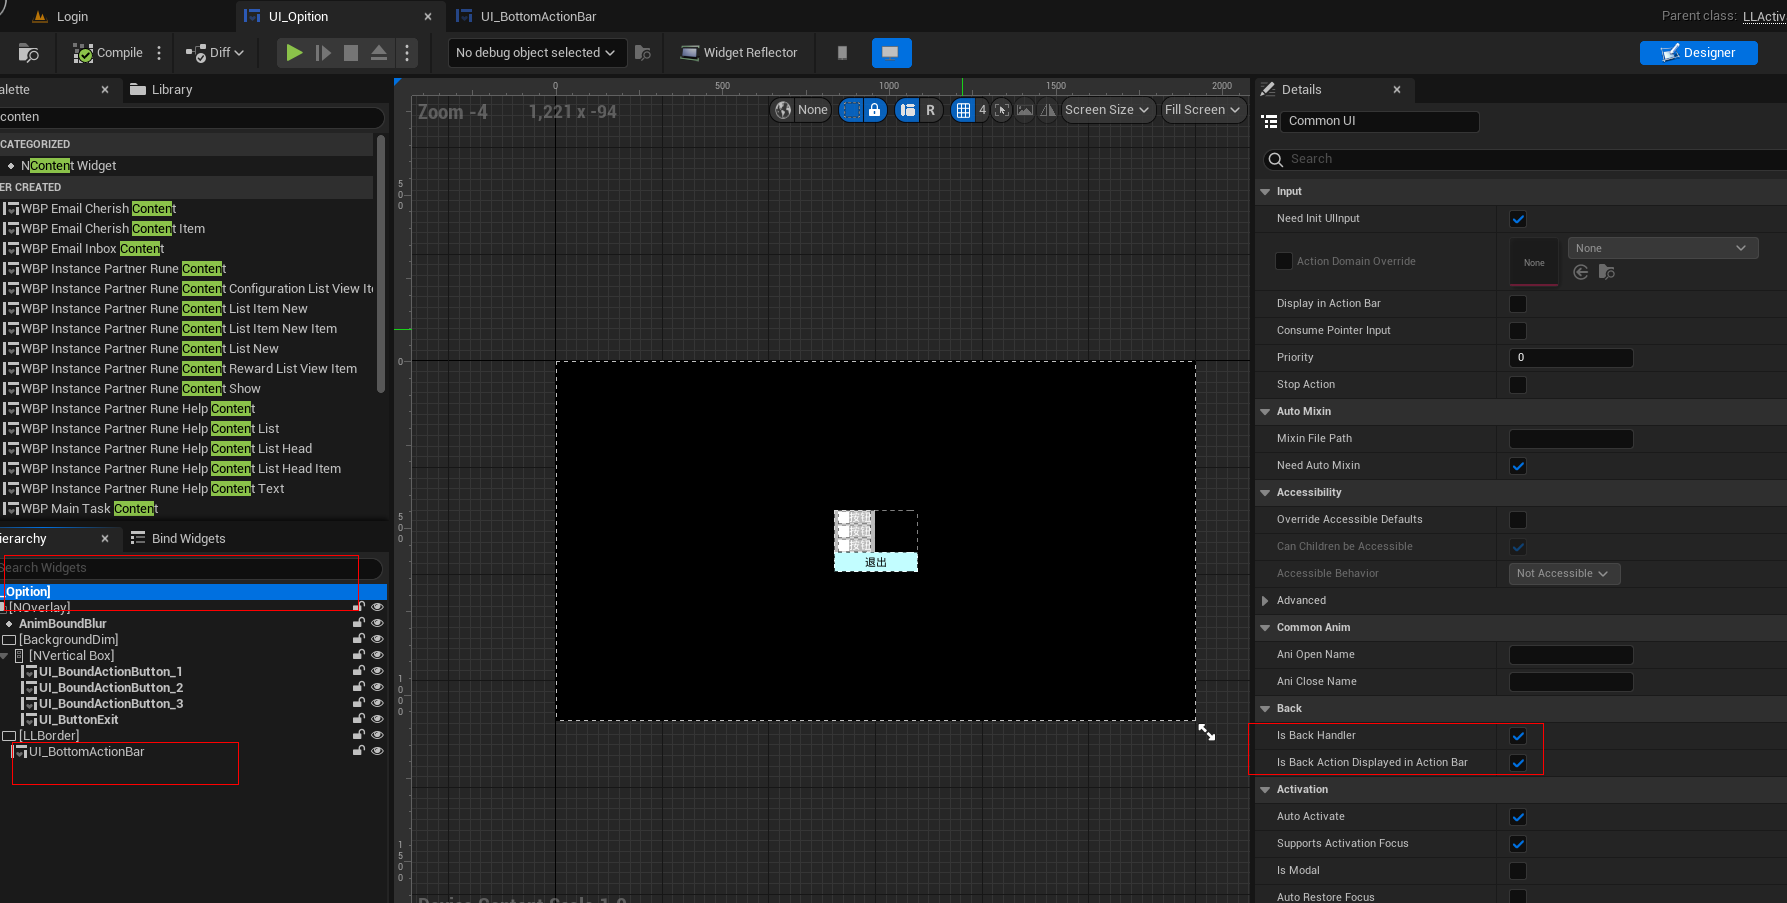 Login
UI_Opition
UI_BottomActionBar
Parent class: LLActiv
Compile
Diff
No debug object selected
Widget Reflector
Designer
alette
Library
conten
CATEGORIZED
NContent Widget
ER CREATED
WBP Email Cherish Content
WBP Email Cherish Content Item
WBP Email Inbox Content
WBP Instance Partner Rune Content
WBP Instance Partner Rune Content Configuration List View Ite
WBP Instance Partner Rune Content List Item New
WBP Instance Partner Rune Content List Item New Item
WBP Instance Partner Rune Content List New
WBP Instance Partner Rune Content Reward List View Item
WBP Instance Partner Rune Content Show
WBP Instance Partner Rune Help Content
WBP Instance Partner Rune Help Content List
WBP Instance Partner Rune Help Content List Head
WBP Instance Partner Rune Help Content List Head Item
WBP Instance Partner Rune Help Content Text
WBP Main Task Content
ierarchy
Bind Widgets
Search Widgets
Opition]
[NOverlay]
AnimBoundBlur
[BackgroundDim]
[NVertical Box]
UI_BoundActionButton_1
UI_BoundActionButton_2
UI_BoundActionButton_3
UI_ButtonExit
[LLBorder]
UI_BottomActionBar
0
500
1000
1500
2000
Zoom -4
1,221 x -94
None
R
4
Screen Size
Fill Screen
500
0
500
1000
1500
按钮
按钮
按钮
退出
Details
Common UI
Search
Input
Need Init UIInput
Action Domain Override
None
None
Display in Action Bar
Consume Pointer Input
Priority
0
Stop Action
Auto Mixin
Mixin File Path
Need Auto Mixin
Accessibility
Override Accessible Defaults
Can Children be Accessible
Accessible Behavior
Not Accessible
Advanced
Common Anim
Ani Open Name
Ani Close Name
Back
Is Back Handler
Is Back Action Displayed in Action Bar
Activation
Auto Activate
Supports Activation Focus
Is Modal
Auto Restore Focus